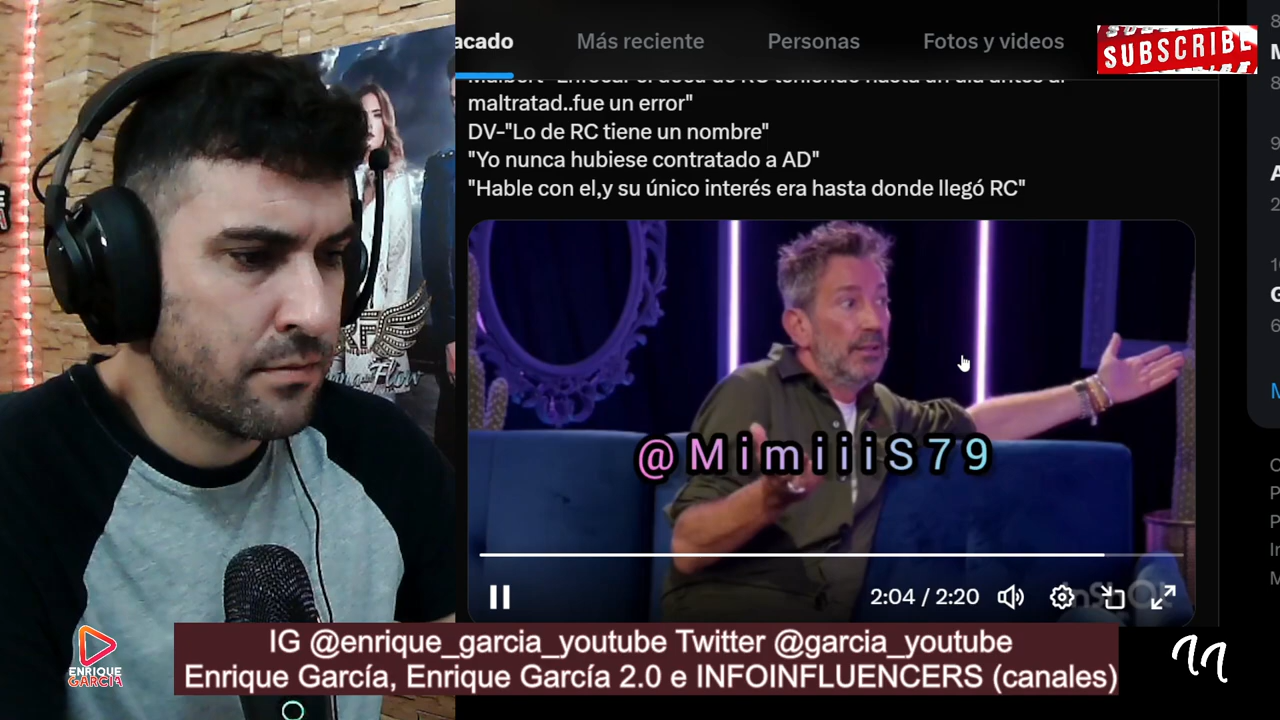 acado Más reciente Personas Fotos y videos
SUBSCRIBE
maltratad..fue un error"
DV-"Lo de RC tiene un nombre"
"Yo nunca hubiese contratado a AD"
"Hable con el,y su único interés era hasta donde llegó RC"
@MimiiiS79
2:04 / 2:20
InShOt
ENRIQUE
GARCIA
IG @enrique_garcia_youtube Twitter @garcia_youtube
Enrique García, Enrique García 2.0 e INFOINFLUENCERS (canales)